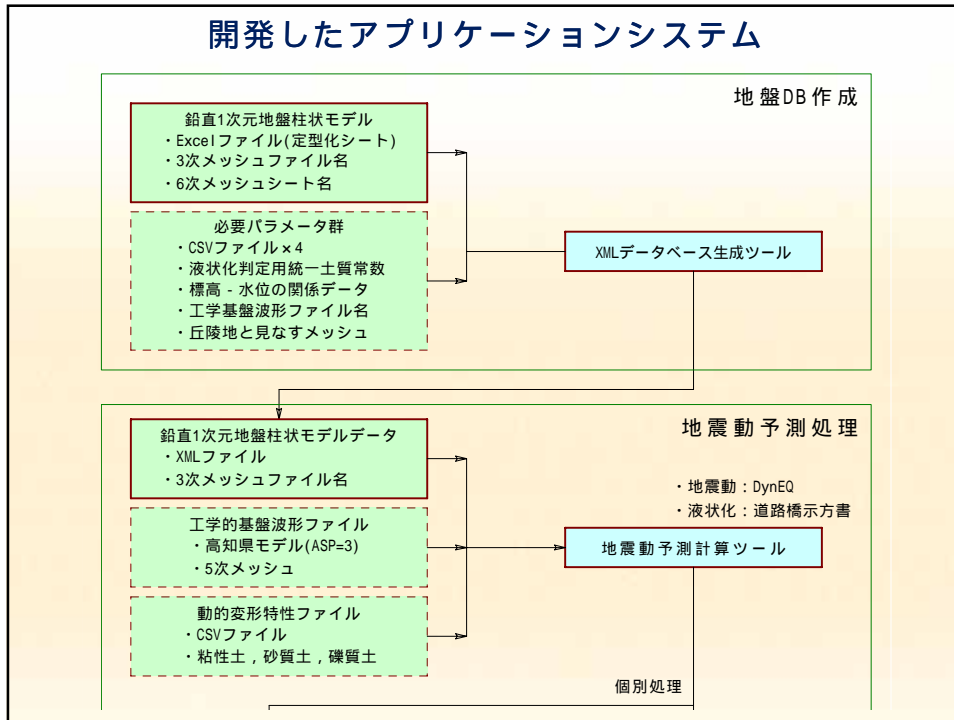 開発したアプリケーションシステム
地盤DB作成
鉛直1次元地盤柱状モデル
・Excelファイル(定型化シート)
・3次メッシュファイル名
・6次メッシュシート名
必要パラメータ群
・CSVファイル×4
・液状化判定用統一土質常数
・標高‐水位の関係データ
・工学基盤波形ファイル名
・丘陵地と見なすメッシュ
XMLデータベース生成ツール
地震動予測処理
鉛直1次元地盤柱状モデルデータ
・XMLファイル
・3次メッシュファイル名
・地震動：DynEQ
・液状化：道路橋示方書
工学的基盤波形ファイル
・高知県モデル(ASP=3)
・5次メッシュ
地震動予測計算ツール
動的変形特性ファイル
・CSVファイル
・粘性土，砂質土，礫質土
個別処理